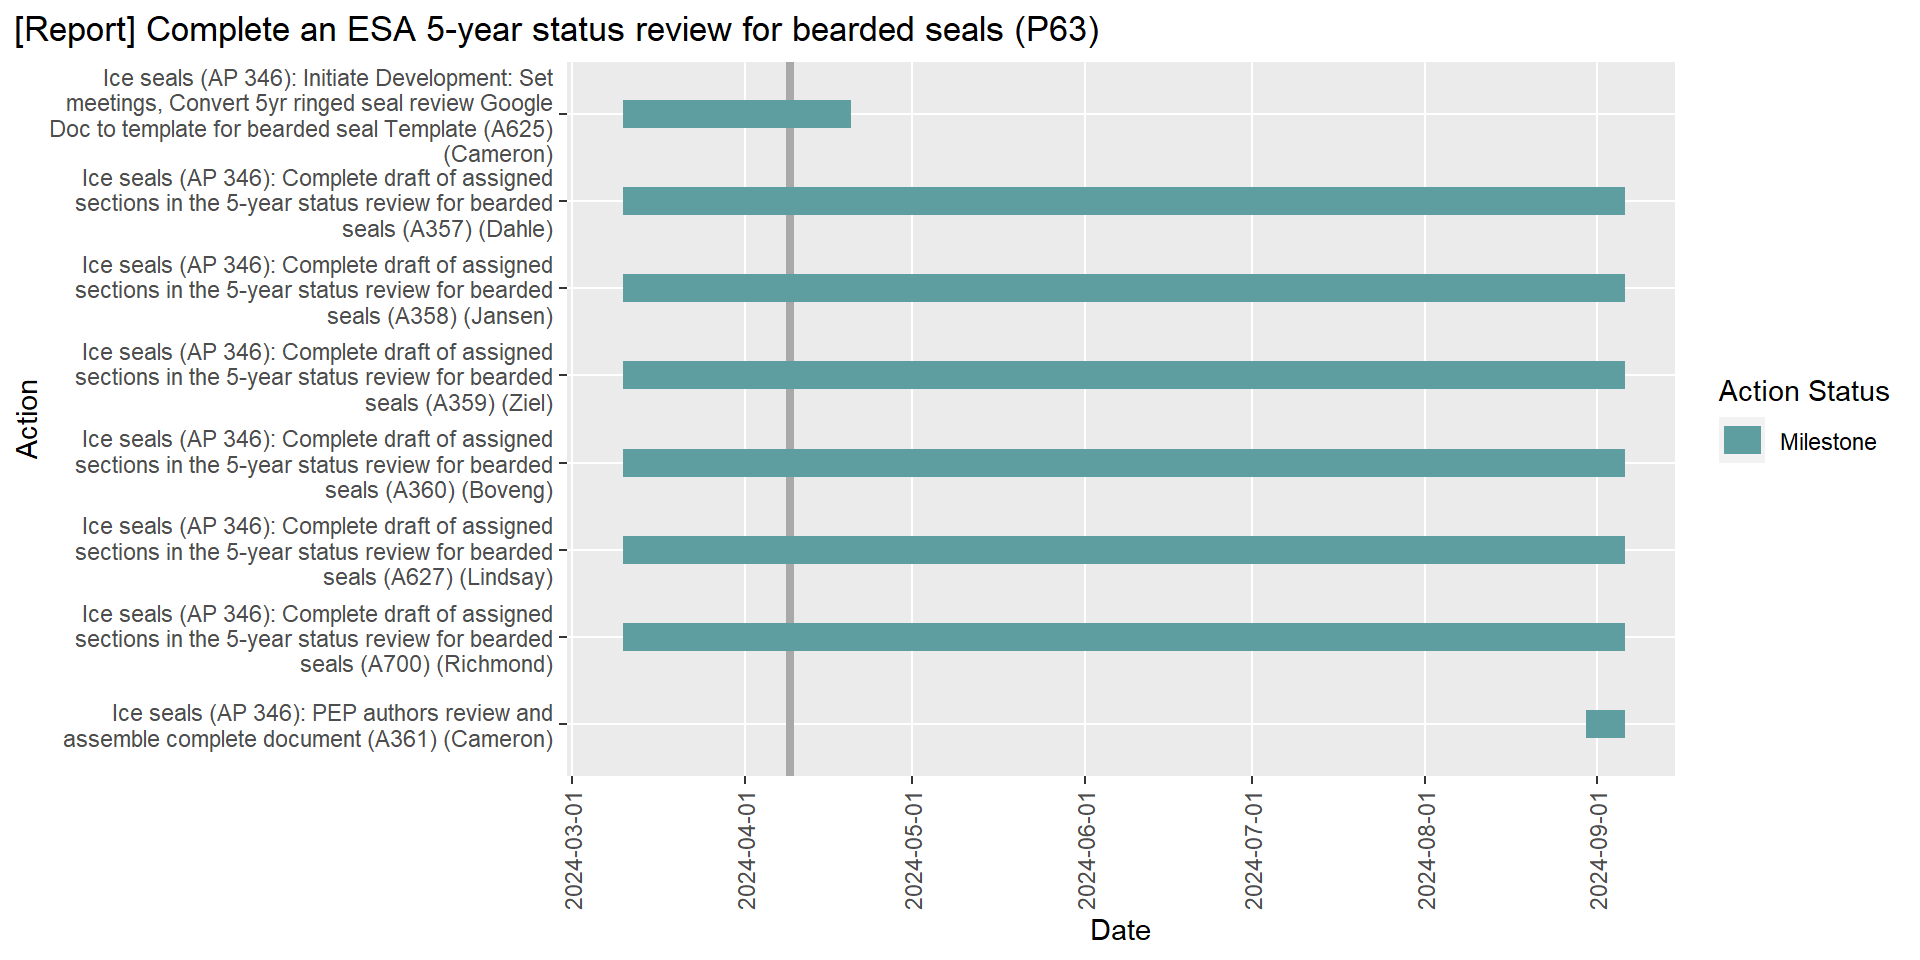 [Report] Complete an ESA 5-year status review for bearded seals (P63)
Ice seals (AP 346): Initiate Development: Set
meetings, Convert 5yr ringed seal review Google
Doc to template for bearded seal Template (A625)
(Cameron)
Ice seals (AP 346): Complete draft of assigned
sections in the 5-year status review for bearded
seals (A357) (Dahle)
Ice seals (AP 346): Complete draft of assigned
sections in the 5-year status review for bearded
seals (A358) (Jansen)
Ice seals (AP 346): Complete draft of assigned
sections in the 5-year status review for bearded
seals (A359) (Ziel)
Ice seals (AP 346): Complete draft of assigned
sections in the 5-year status review for bearded
seals (A360) (Boveng)
Ice seals (AP 346): Complete draft of assigned
sections in the 5-year status review for bearded
seals (A627) (Lindsay)
Ice seals (AP 346): Complete draft of assigned
sections in the 5-year status review for bearded
seals (A700) (Richmond)
Ice seals (AP 346): PEP authors review and
assemble complete document (A361) (Cameron)
Action
2024-03-01
2024-04-01
2024-05-01
2024-06-01
2024-07-01
2024-08-01
2024-09-01
Date
Action Status
Milestone